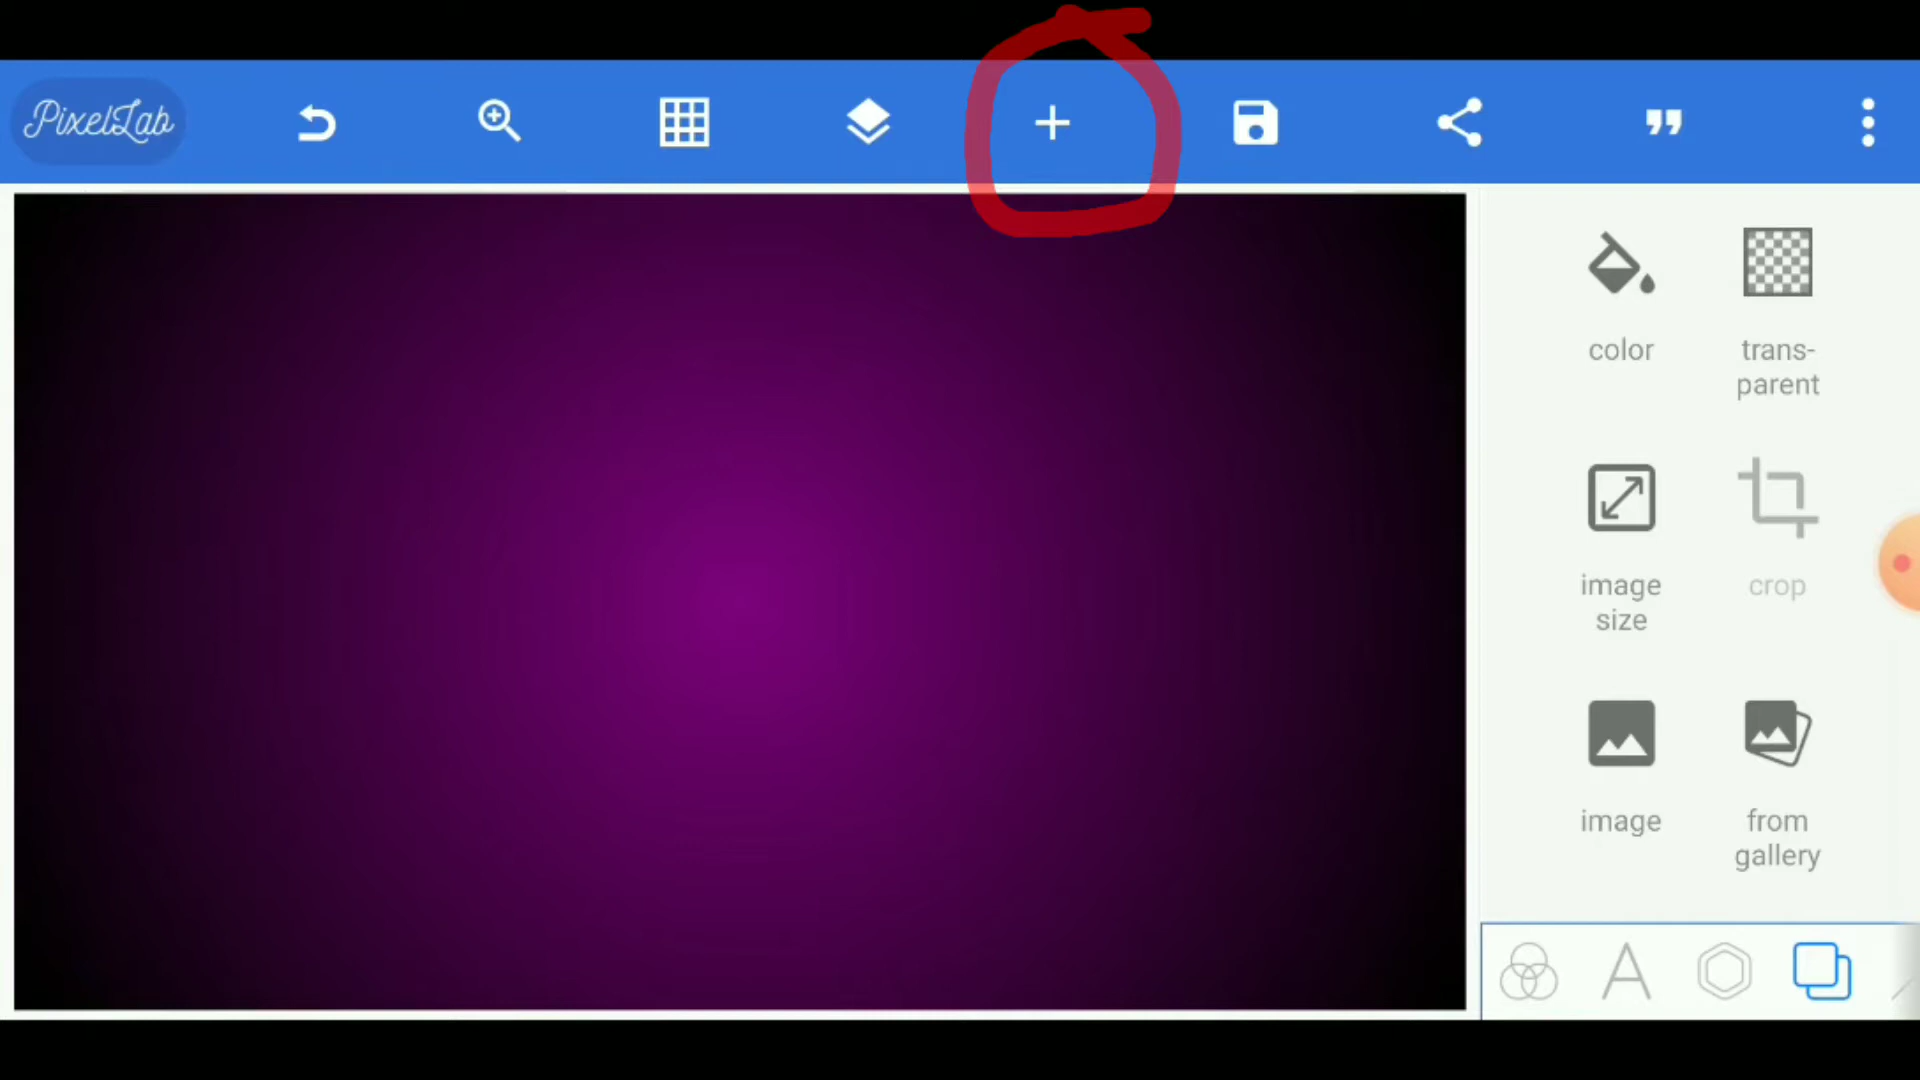 PixelLab
color
trans-
parent
image
size
crop
image
from
gallery